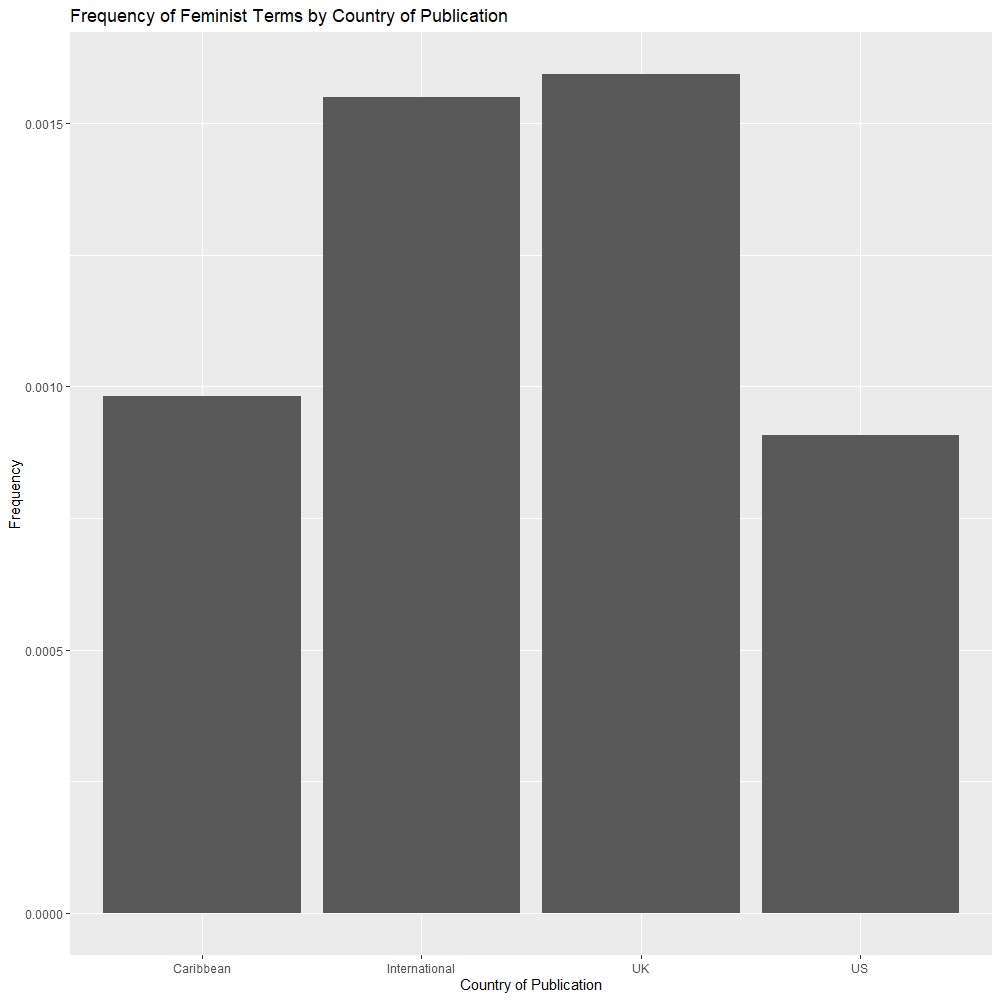 Frequency of Feminist Terms by Country of Publication
Frequency
0.0015
0.0010
0.0005
0.0000
Caribbean International UK US
Country of Publication